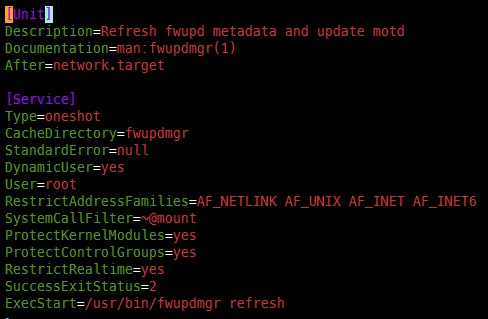 [Unit]
Description=Refresh fwupd metadata and update motd
Documentation=man:fwupdmgr(1)
After=network.target

[Service]
Type=oneshot
CacheDirectory=fwupdmgr
StandardError=null
DynamicUser=yes
User=root
RestrictAddressFamilies=AF_NETLINK AF_UNIX AF_INET AF_INET6
SystemCallFilter=~@mount
ProtectKernelModules=yes
ProtectControlGroups=yes
RestrictRealtime=yes
SuccessExitStatus=2
ExecStart=/usr/bin/fwupdmgr refresh